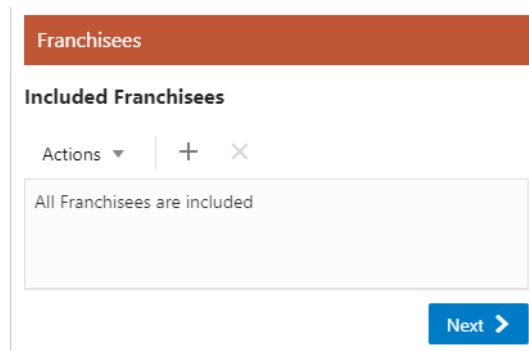 Franchisees
Included Franchisees
Actions
All Franchisees are included
Next